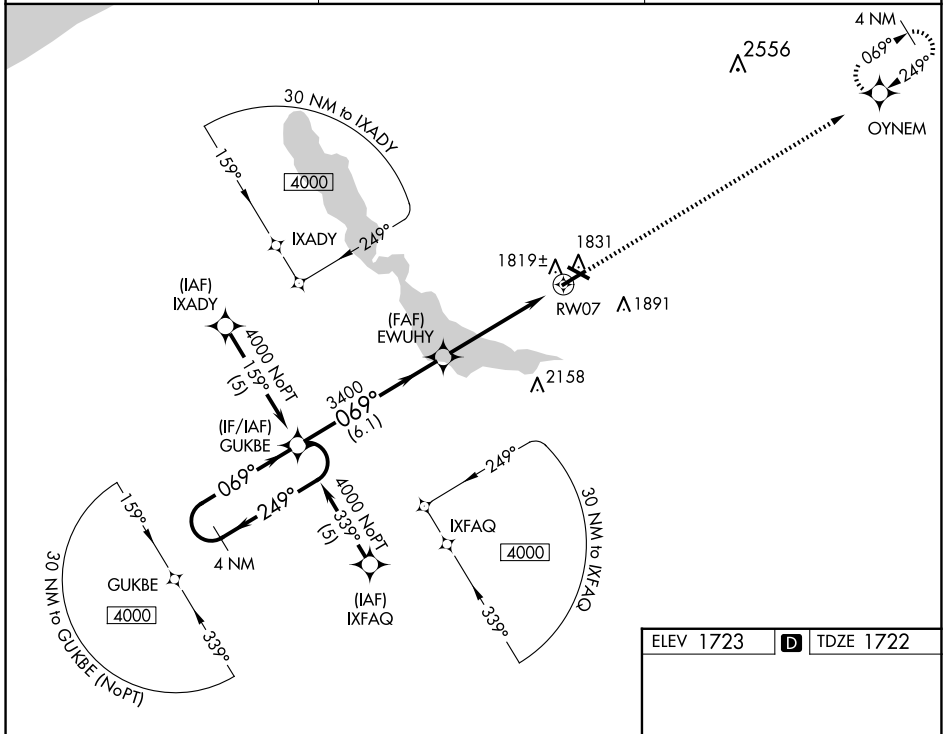 4 NM
069°
249°
OYNEM
2556
30 NM to IXADY
159°
4000
IXADY
249°
1819±
1831
RW07
1891
(IAF)
IXADY
4000 NoPT
159°
(5)
(FAF)
EWUHY
2158
3400
069°
(6.1)
(IF/IAF)
GUKBE
069°
249°
4 NM
4000 NoPT
339°
(5)
(IAF)
IXFAQ
249°
IXFAQ
30 NM to IXFAQ
4000
339°
159°
GUKBE
4000
339°
30 NM to GUKBE (NoPT)
ELEV 1723 D TDZE 1722